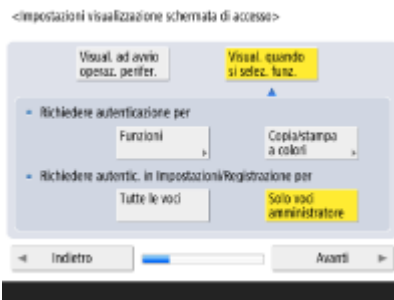 <Impostazioni visualizzazione schermata di accesso>
Visual. ad avvio
operaz. perifer.
Visual. quando
si selez. funz.
Richiedere autenticazione per
Funzioni
Copia/stampa
a colori
Richiedere autentic. in Impostazioni/Registrazione per
Tutte le voci
Solo voci
amministratore
Indietro
Avanti